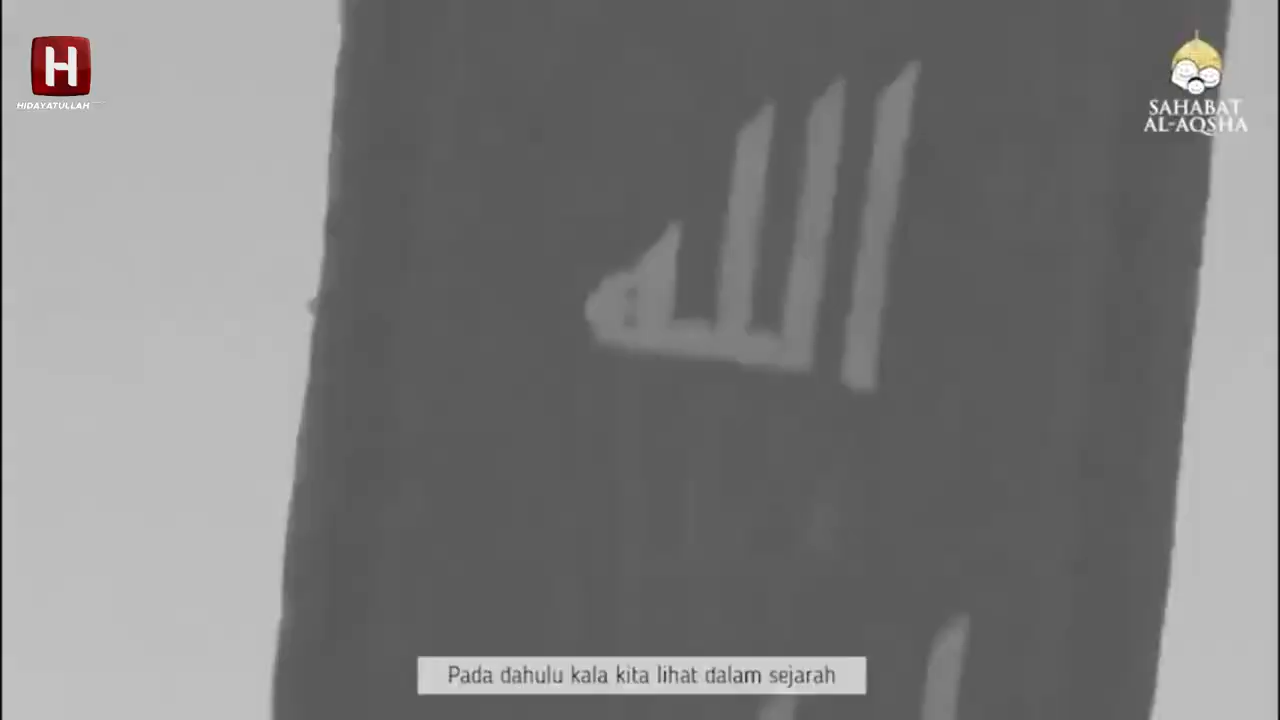 HIDAYATULLAH
SAHABAT
AL-AQSHA
الله
Pada dahulu kala kita lihat dalam sejarah